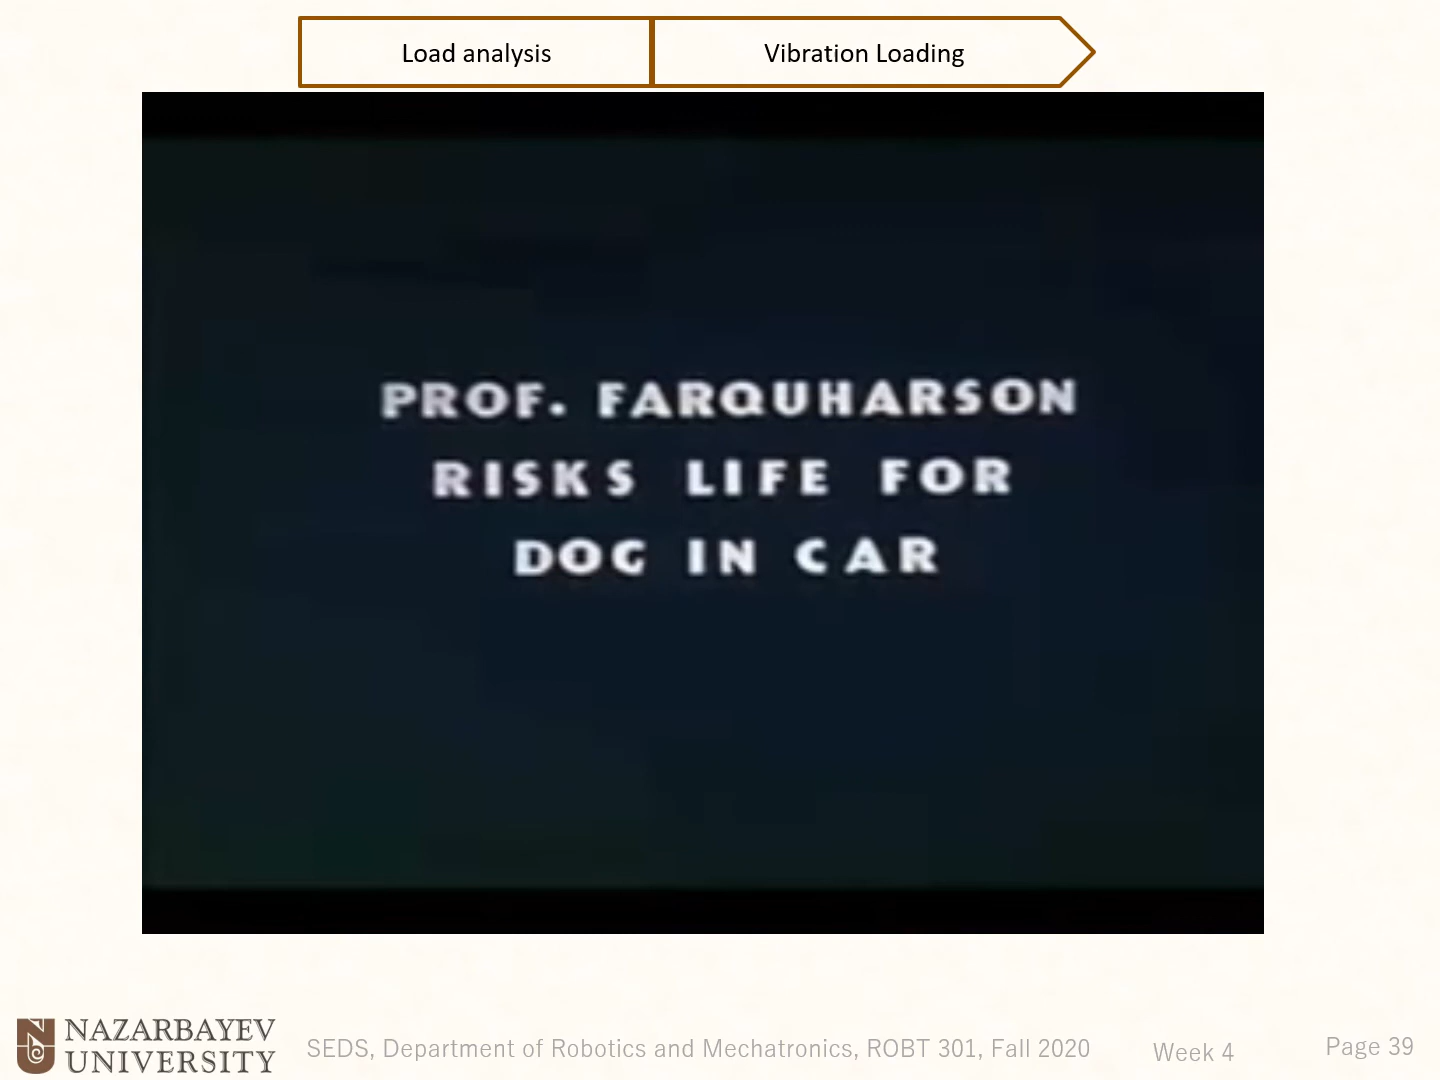 Load analysis
Vibration Loading
PROF. FARQUHARSON
RISKS LIFE FOR
DOG IN CAR
NAZARBAYEV
UNIVERSITY
SEDS, Department of Robotics and Mechatronics, ROBT 301, Fall 2020
Week 4
Page 39